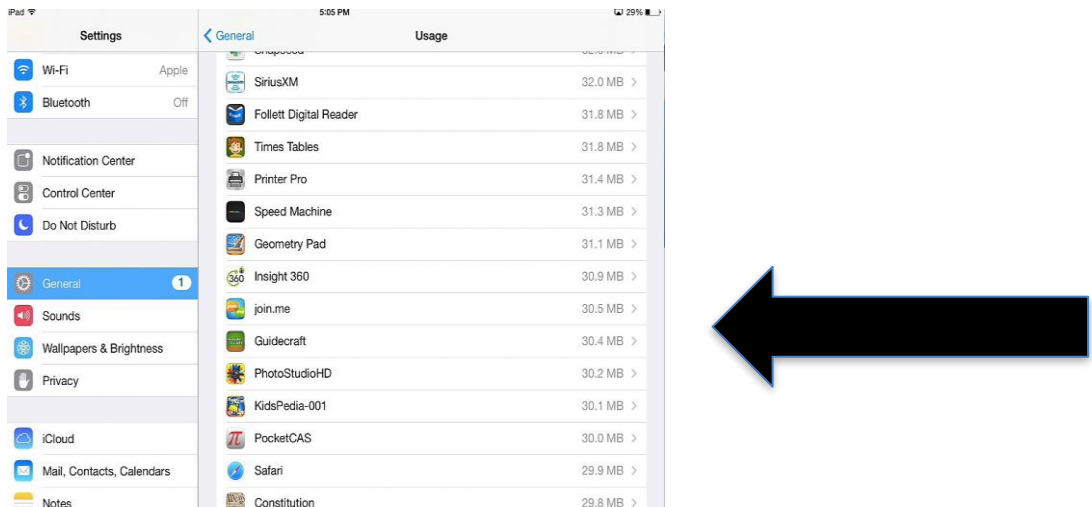 iPad 5:05 PM 29%
Settings General Usage
Wi-Fi Apple
Bluetooth Off
Notification Center
Control Center
Do Not Disturb
General 1
Sounds
Wallpapers & Brightness
Privacy
iCloud
Mail, Contacts, Calendars
Notes
Snapseed
SiriusXM 32.0 MB
Follett Digital Reader 31.8 MB
Times Tables 31.8 MB
Printer Pro 31.4 MB
Speed Machine 31.3 MB
Geometry Pad 31.1 MB
360 Insight 360 30.9 MB
join.me 30.5 MB
Guidecraft 30.4 MB
PhotoStudioHD 30.2 MB
KidsPedia-001 30.1 MB
π PocketCAS 30.0 MB
Safari 29.9 MB
Constitution 29.8 MB